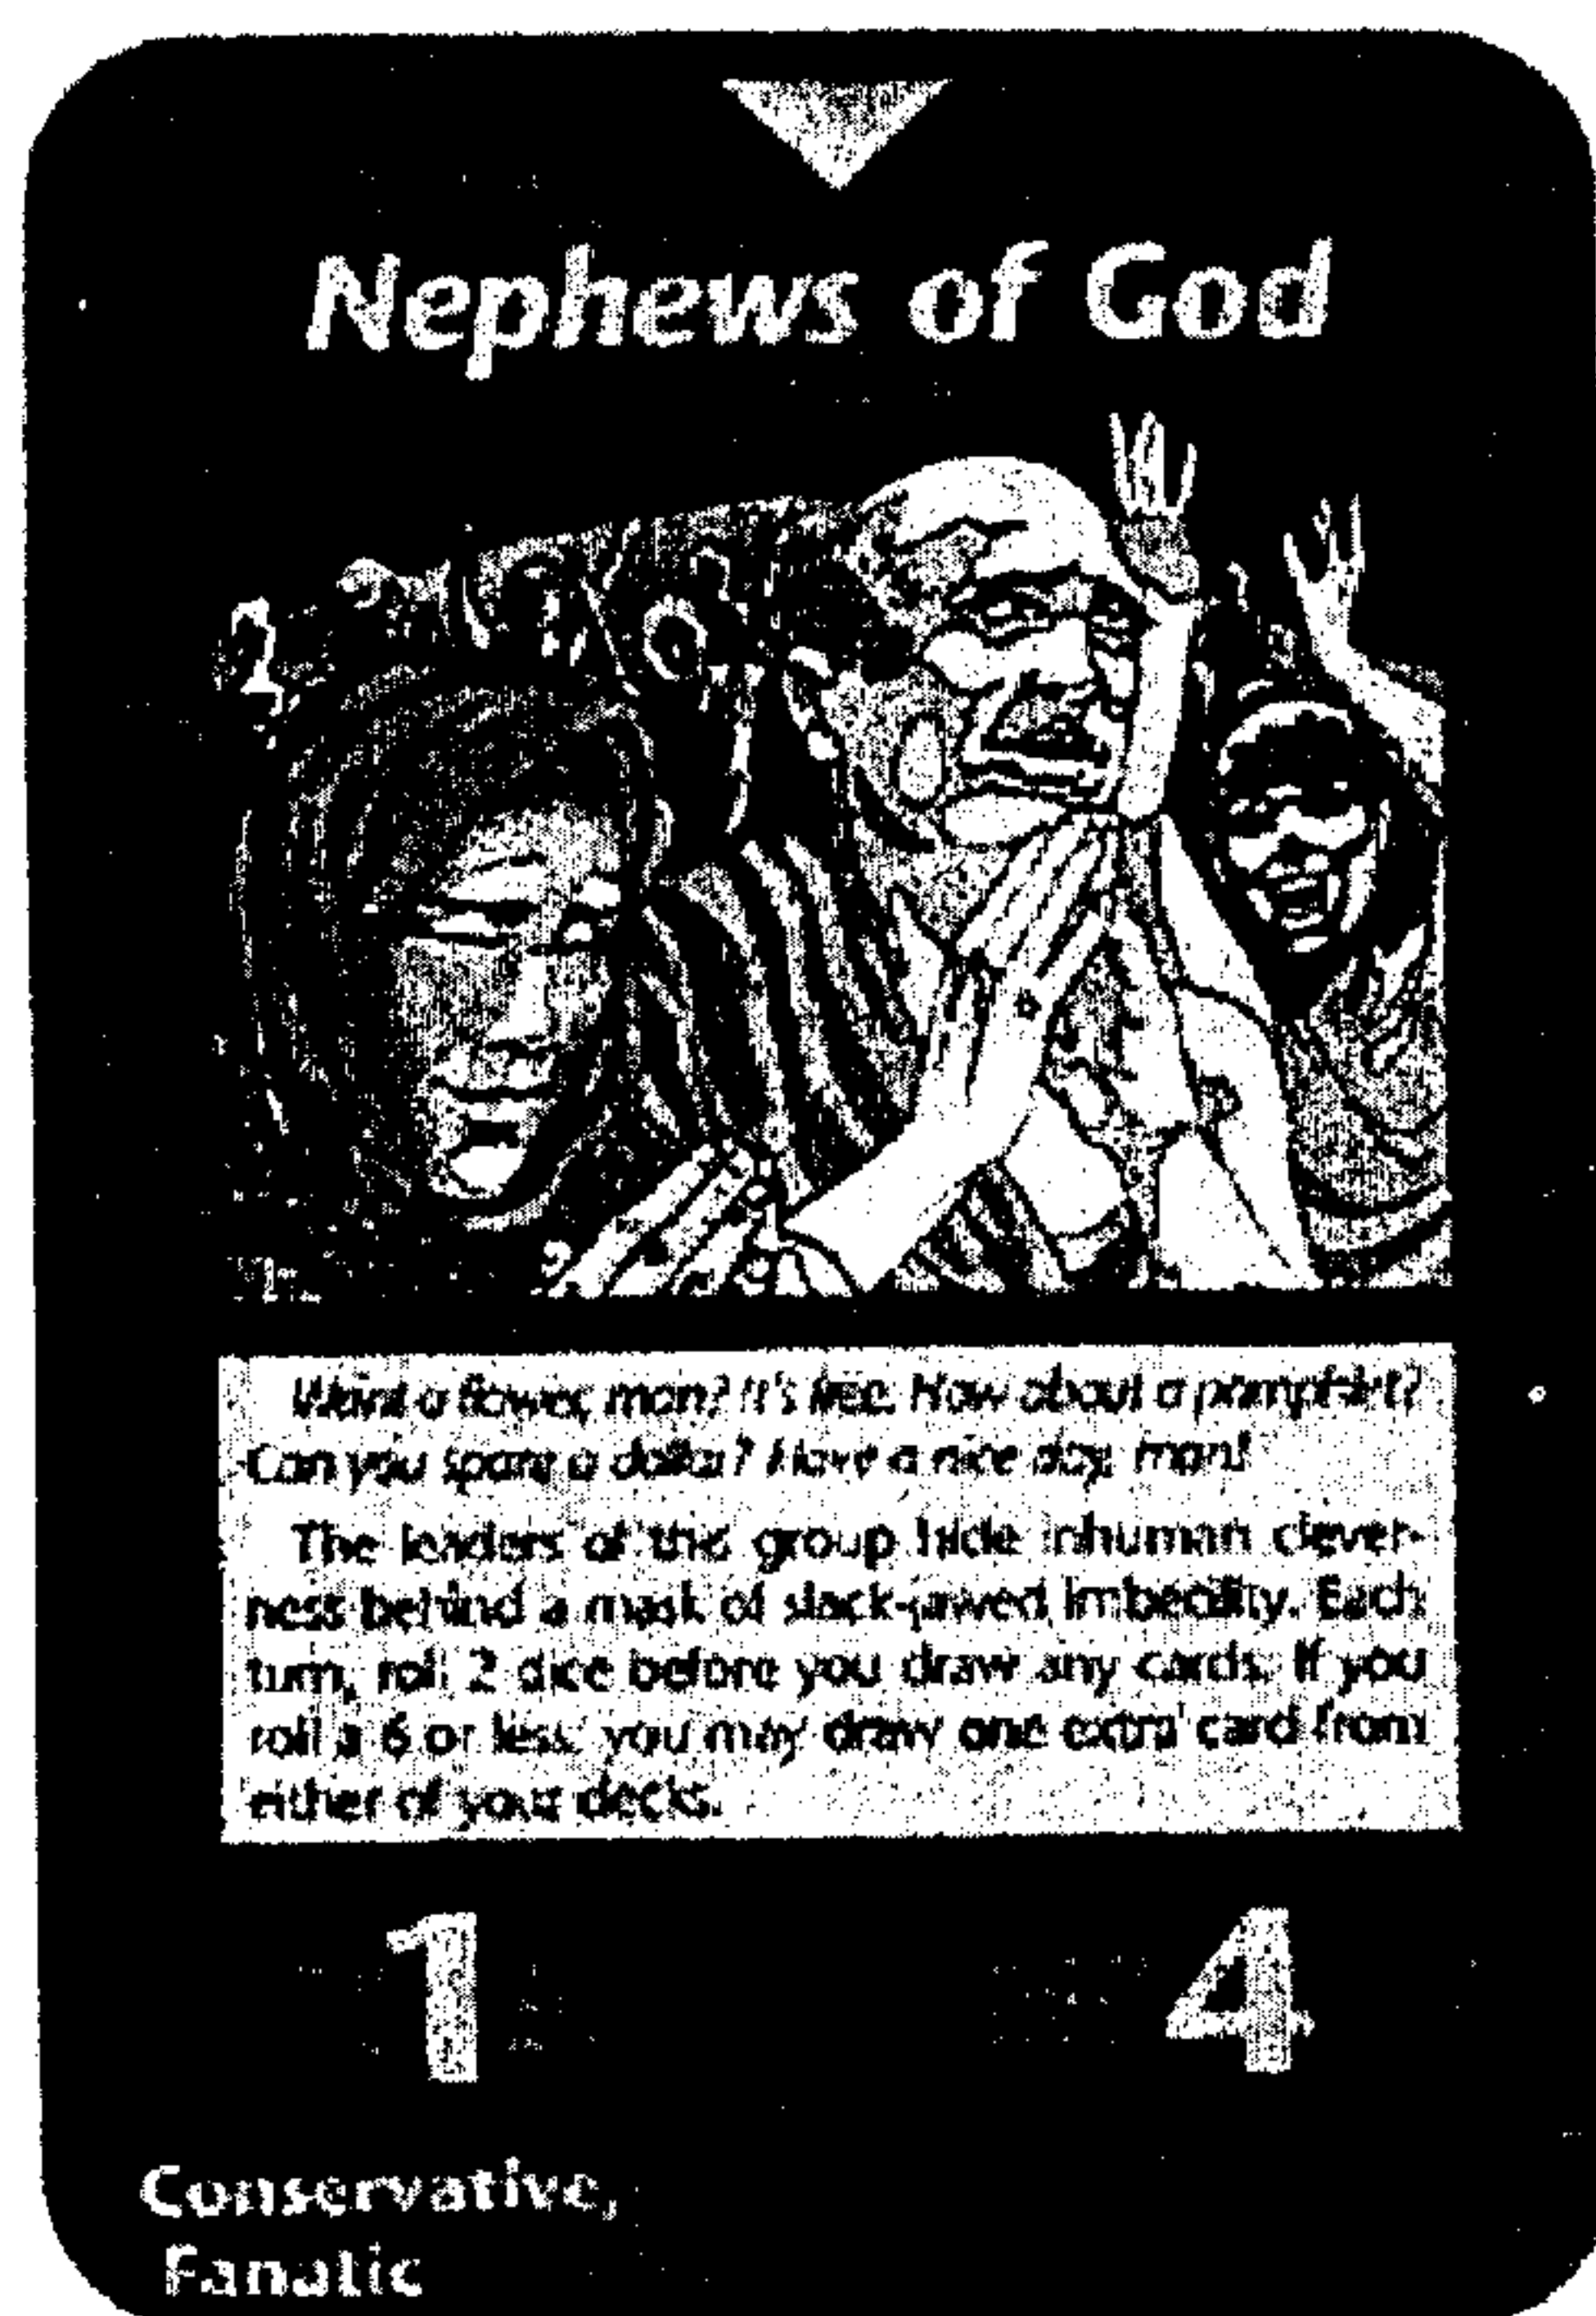 Nephews of God
Want a flower, man? It's free. How about a pamphlet?
Can you spare a dollar? Have a nice day, man!
The leaders of this group hide inhuman clever-
ness behind a mask of slack-jawed imbecility. Each
turn, roll 2 dice before you draw any cards. If you
roll a 6 or less, you may draw one extra card from
either of your decks.
1
4
Conservative,
Fanatic